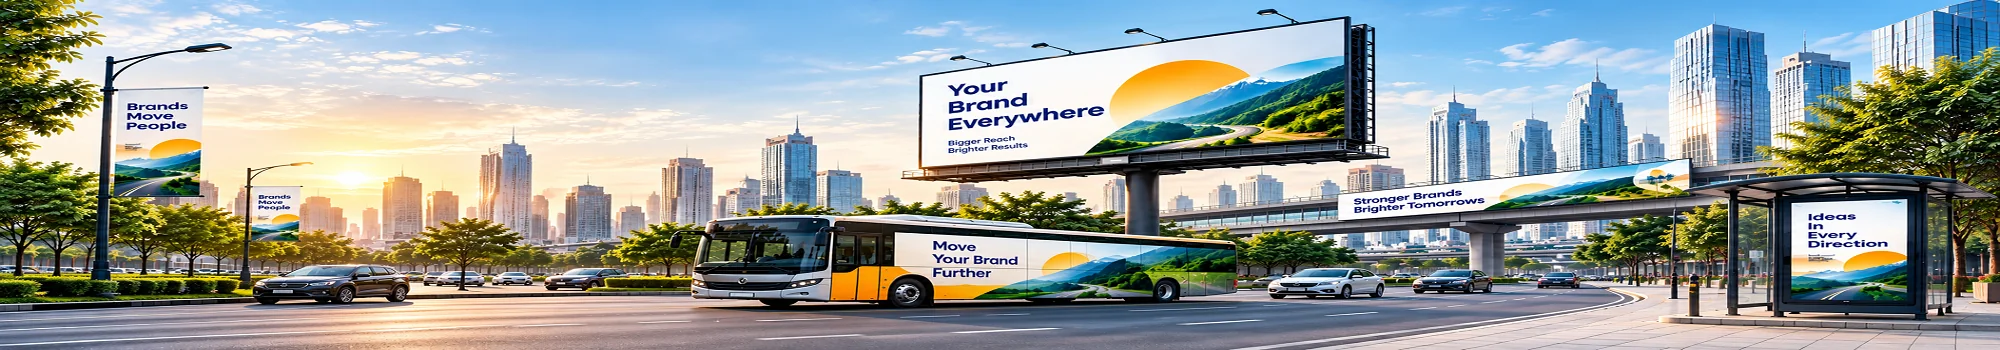 Brands
Move
People
Brands
Move
People
Your
Brand
Everywhere
Bigger Reach
Brighter Results
Move
Your Brand
Further
Stronger Brands
Brighter Tomorrows
Ideas
In
Every
Direction